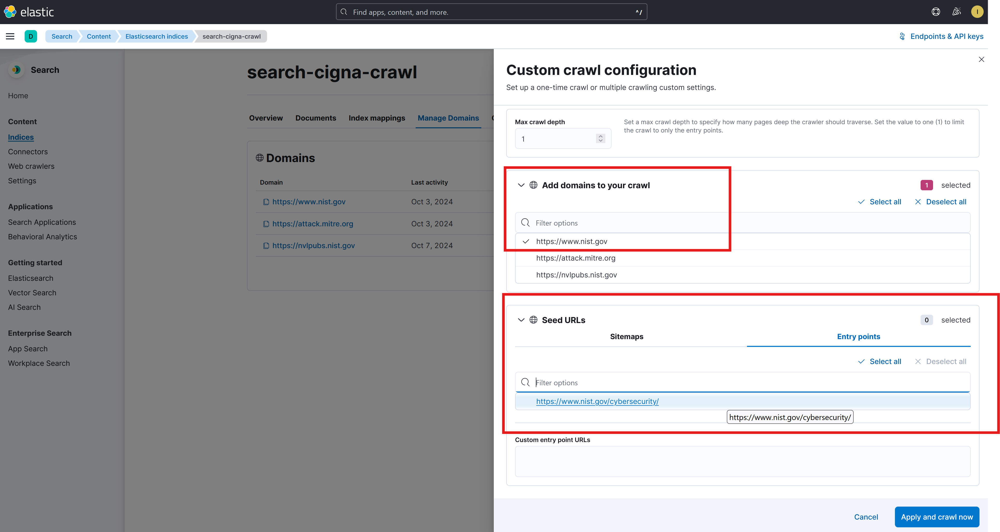 elastic
Find apps, content, and more.
^/
I
D
Search
Content
Elasticsearch indices
search-cigna-crawl
Endpoints & API keys
Search
Home
Content
Indices
Connectors
Web crawlers
Settings
Applications
Search Applications
Behavioral Analytics
Getting started
Elasticsearch
Vector Search
AI Search
Enterprise Search
App Search
Workplace Search
search-cigna-crawl
Overview
Documents
Index mappings
Manage Domains
Domains
Domain
Last activity
https://www.nist.gov
Oct 3, 2024
https://attack.mitre.org
Oct 3, 2024
https://nvlpubs.nist.gov
Oct 7, 2024
Custom crawl configuration
Set up a one-time crawl or multiple crawling custom settings.
Max crawl depth
1
Set a max crawl depth to specify how many pages deep the crawler should traverse. Set the value to one (1) to limit
the crawl to only the entry points.
Add domains to your crawl
1 selected
Select all
Deselect all
Filter options
https://www.nist.gov
https://attack.mitre.org
https://nvlpubs.nist.gov
Seed URLs
0 selected
Sitemaps
Entry points
Select all
Deselect all
Filter options
https://www.nist.gov/cybersecurity/
https://www.nist.gov/cybersecurity/
Custom entry point URLs
Cancel
Apply and crawl now